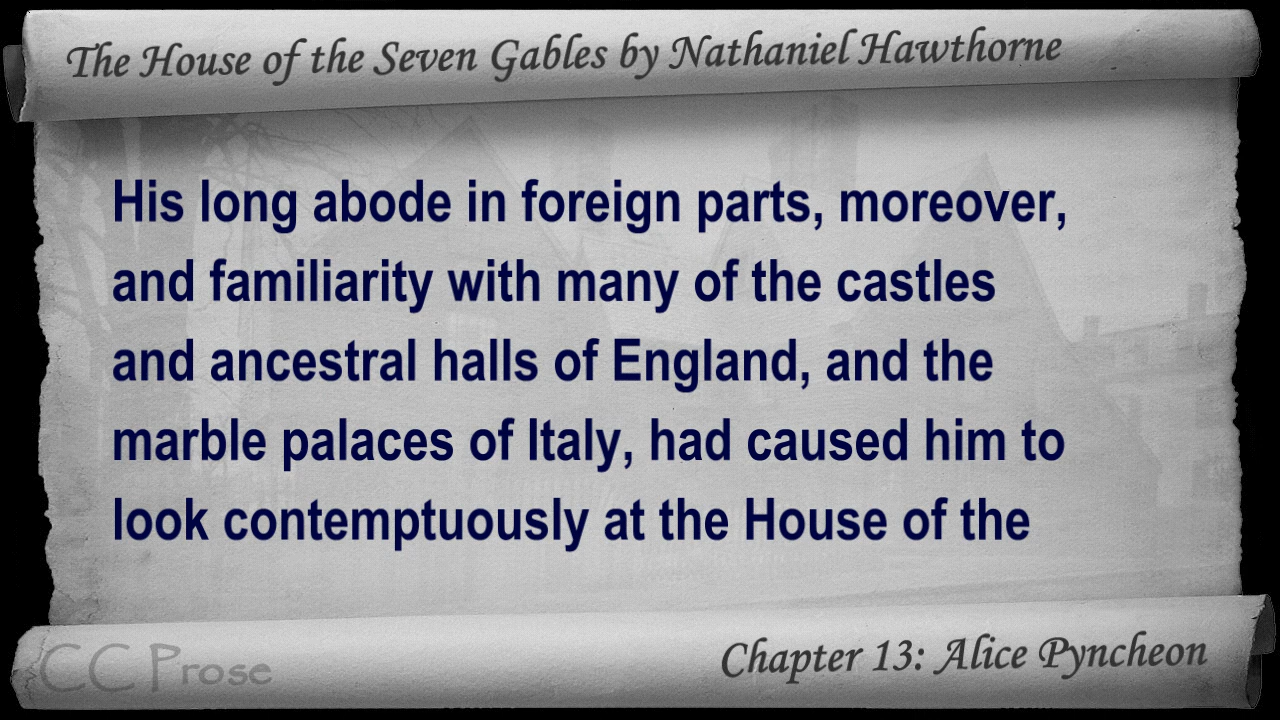 The House of the Seven Gables by Nathaniel Hawthorne
His long abode in foreign parts, moreover,
and familiarity with many of the castles
and ancestral halls of England, and the
marble palaces of Italy, had caused him to
look contemptuously at the House of the
CC Prose
Chapter 13: Alice Pyncheon